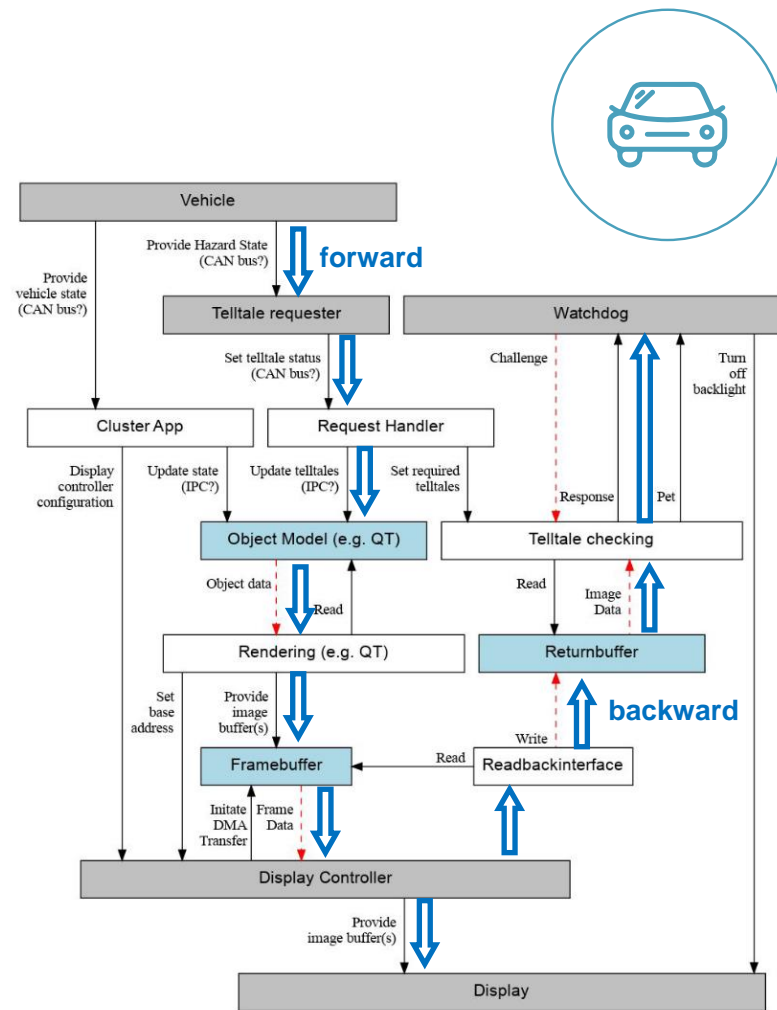 Vehicle
Provide Hazard State
(CAN bus?)
forward
Provide
vehicle state
(CAN bus?)
Telltale requester
Watchdog
Set telltale status
(CAN bus?)
Challenge
Turn
off
backlight
Cluster App
Request Handler
Display
controller
configuration
Update state
(IPC?)
Update telltales
(IPC?)
Set required
telltales
Response
Pet
Object Model (e.g. QT)
Telltale checking
Object data
Read
Read
Image
Data
Rendering (e.g. QT)
Returnbuffer
Set
base
address
Provide
image
buffer(s)
backward
Write
Framebuffer
Read
Readbackinterface
Initate
DMA
Transfer
Frame
Data
Display Controller
Provide
image buffer(s)
Display